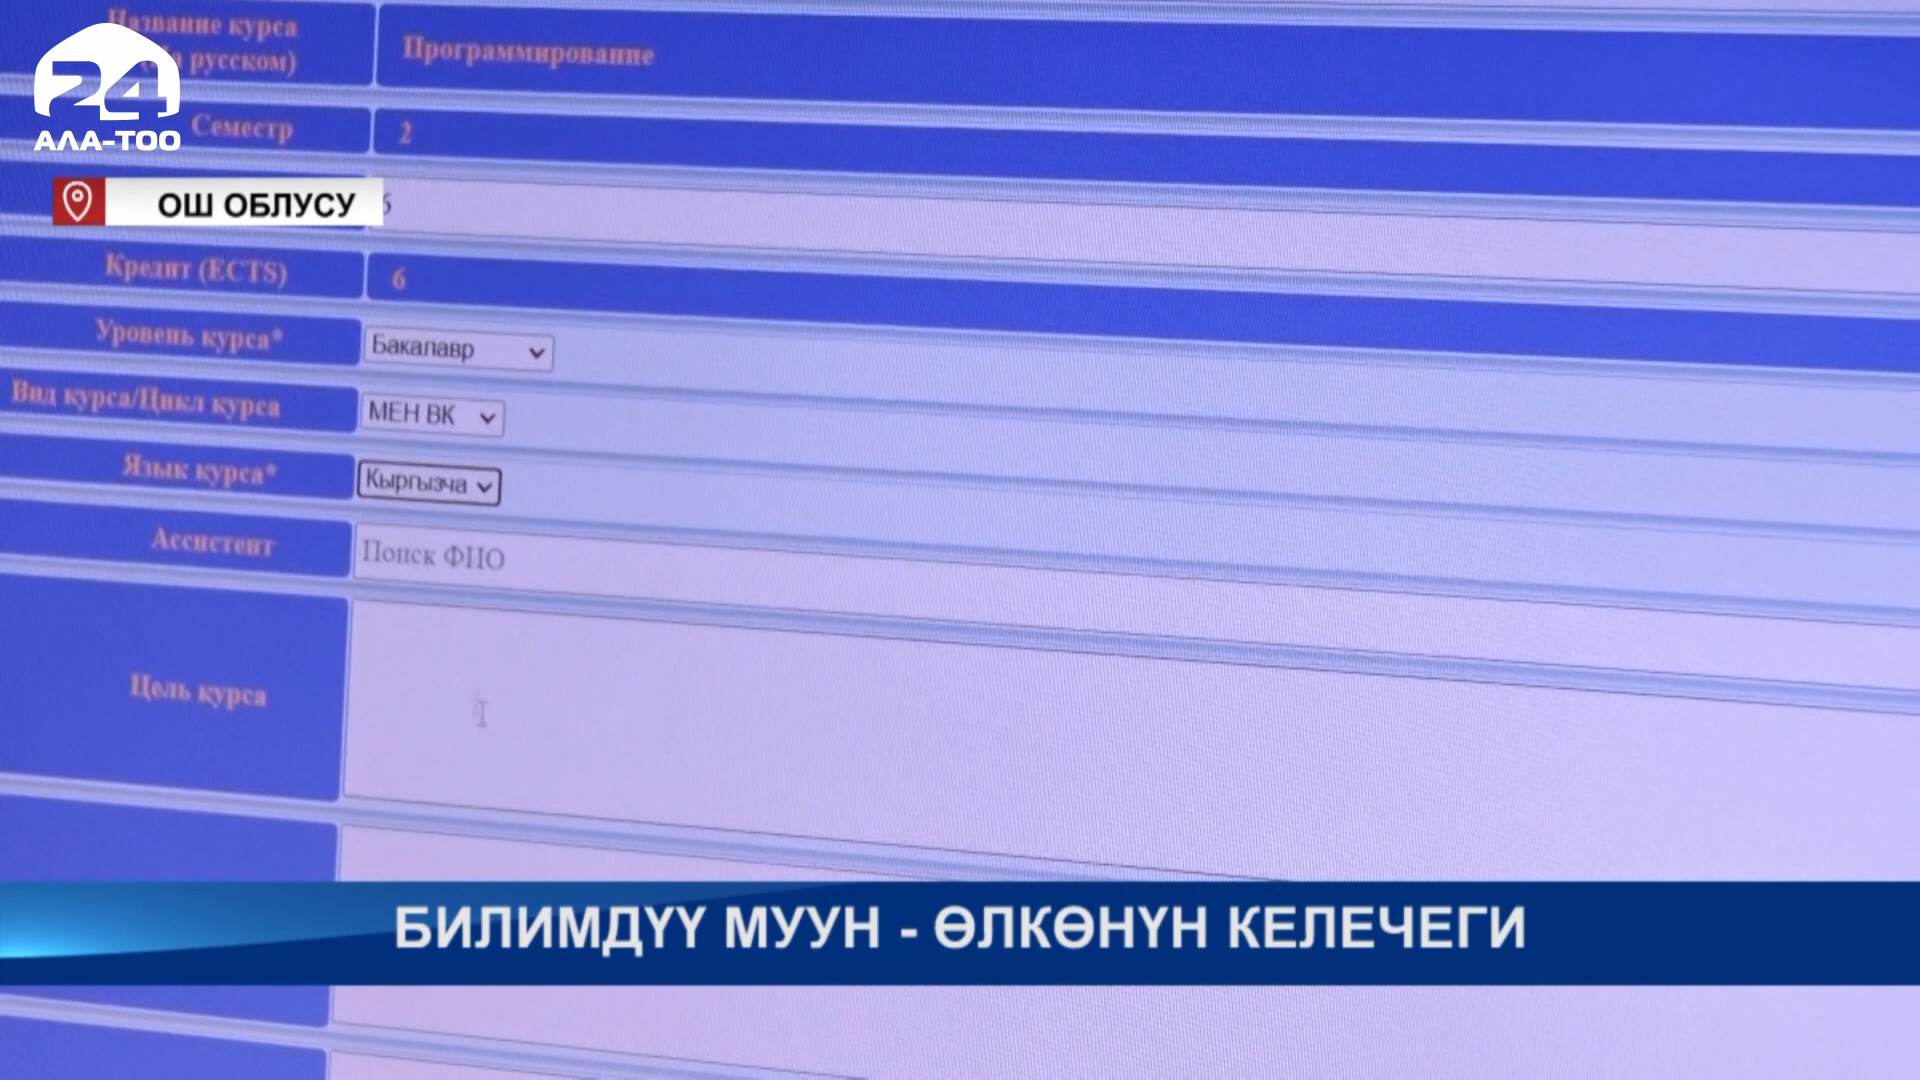 Название курса
(На русском)
Программирование
24
АЛА-ТОО
Семестр
2
ОШ ОБЛУСУ
Кредит (ECTS)
6
Уровень курса*
Бакалавр
Вид курса/Цикл курса
МЕН ВК
Язык курса*
Кыргызча
Ассистент
Поиск ФИО
Цель курса
БИЛИМДҮҮ МУУН - ӨЛКӨНҮН КЕЛЕЧЕГИ